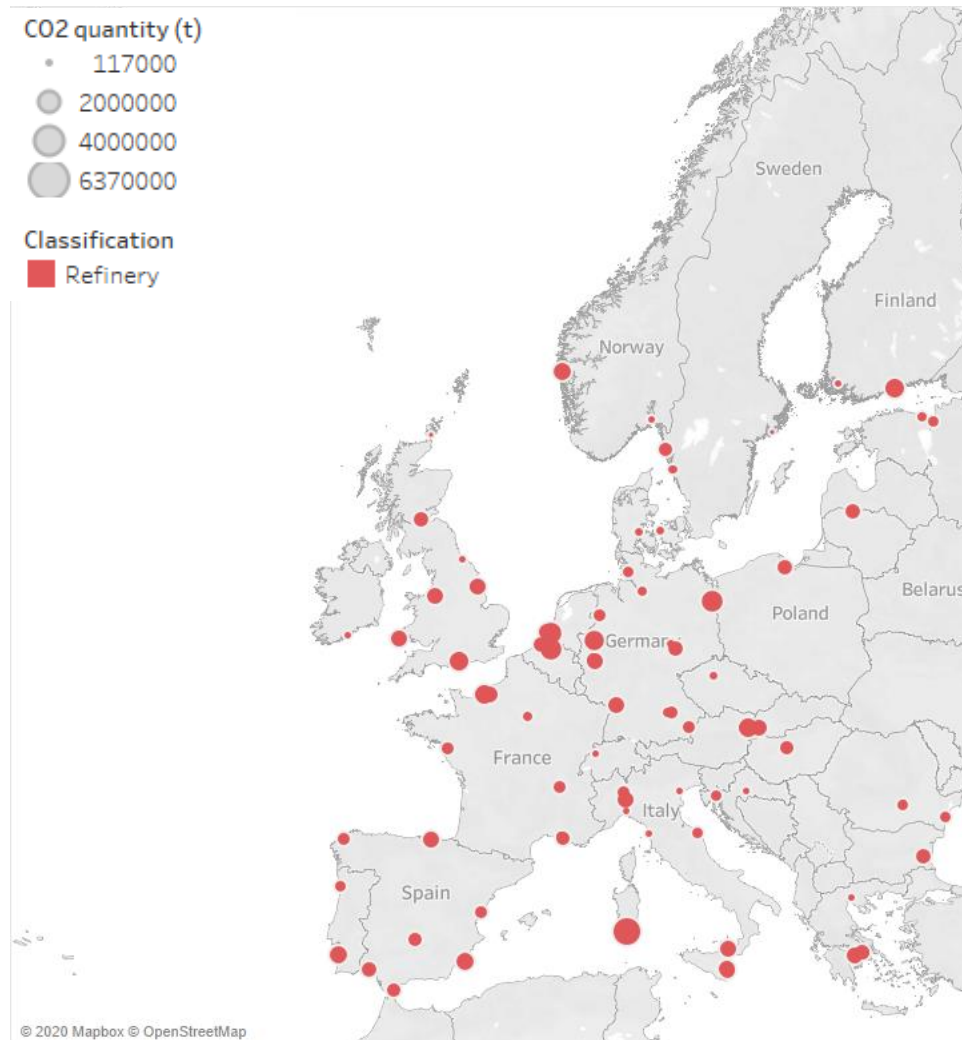 CO2 quantity (t)
117000
2000000
4000000
6370000
Classification
Refinery
Sweden
Finland
Norway
Belarus
Poland
German
France
Italy
Spain
© 2020 Mapbox © OpenStreetMap